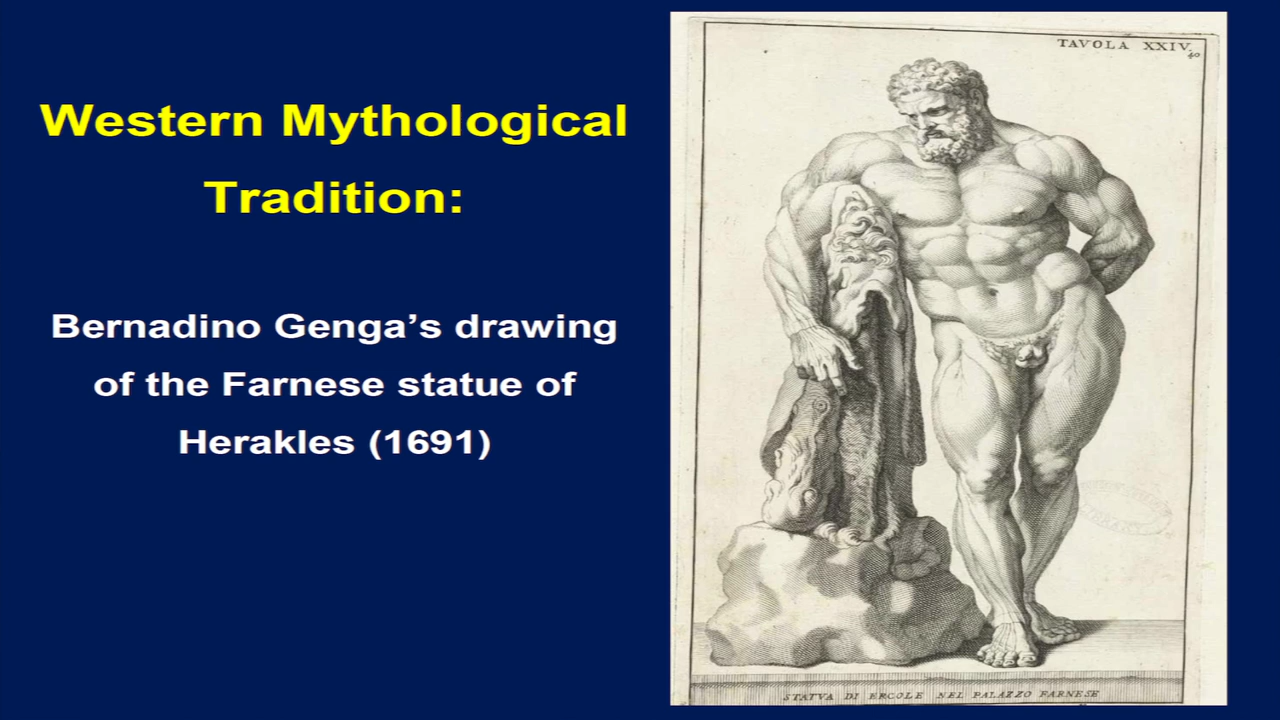 Western Mythological
Tradition:
Bernadino Genga’s drawing
of the Farnese statue of
Herakles (1691)
TAVOLA XXIV.
40
STATVA DI ERCOLE NEL PALAZZO FARNESE